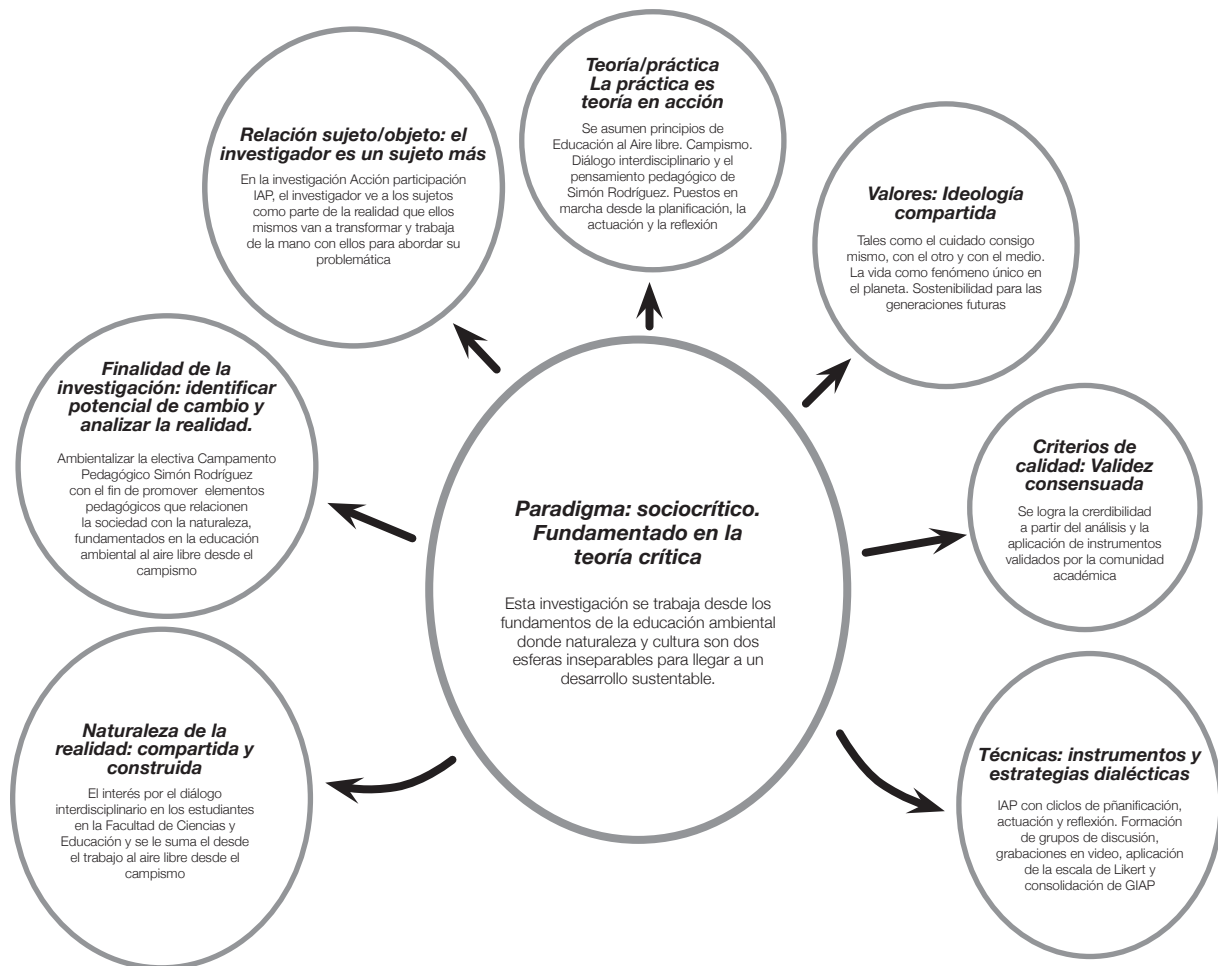 Teoría/práctica
La práctica es
teoría en acción
Se asumen principios de
Educación al Aire libre. Campismo.
Diálogo interdisciplinario y el
pensamiento pedagógico de
Simón Rodríguez. Puestos en
marcha desde la planificación, la
actuación y la reflexión
Relación sujeto/objeto: el
investigador es un sujeto más
En la investigación Acción participación
IAP, el investigador ve a los sujetos
como parte de la realidad que ellos
mismos van a transformar y trabaja
de la mano con ellos para abordar su
problemática
Valores: Ideología
compartida
Tales como el cuidado consigo
mismo, con el otro y con el medio.
La vida como fenómeno único en
el planeta. Sostenibilidad para las
generaciones futuras
Finalidad de la
investigación: identificar
potencial de cambio y
analizar la realidad.
Ambientalizar la electiva Campamento
Pedagógico Simón Rodríguez
con el fin de promover elementos
pedagógicos que relacionen
la sociedad con la naturaleza,
fundamentados en la educación
ambiental al aire libre desde el
campismo
Criterios de
calidad: Validez
consensuada
Se logra la crerdibilidad
a partir del análisis y la
aplicación de instrumentos
validados por la comunidad
académica
Paradigma: sociocrítico.
Fundamentado en la
teoría crítica
Esta investigación se trabaja desde los
fundamentos de la educación ambiental
donde naturaleza y cultura son dos
esferas inseparables para llegar a un
desarrollo sustentable.
Naturaleza de la
realidad: compartida y
construida
El interés por el diálogo
interdisciplinario en los estudiantes
en la Facultad de Ciencias y
Educación y se le suma el desde
el trabajo al aire libre desde el
campismo
Técnicas: instrumentos y
estrategias dialécticas
IAP con cliclos de pñanificación,
actuación y reflexión. Formación
de grupos de discusión,
grabaciones en video, aplicación
de la escala de Likert y
consolidación de GIAP